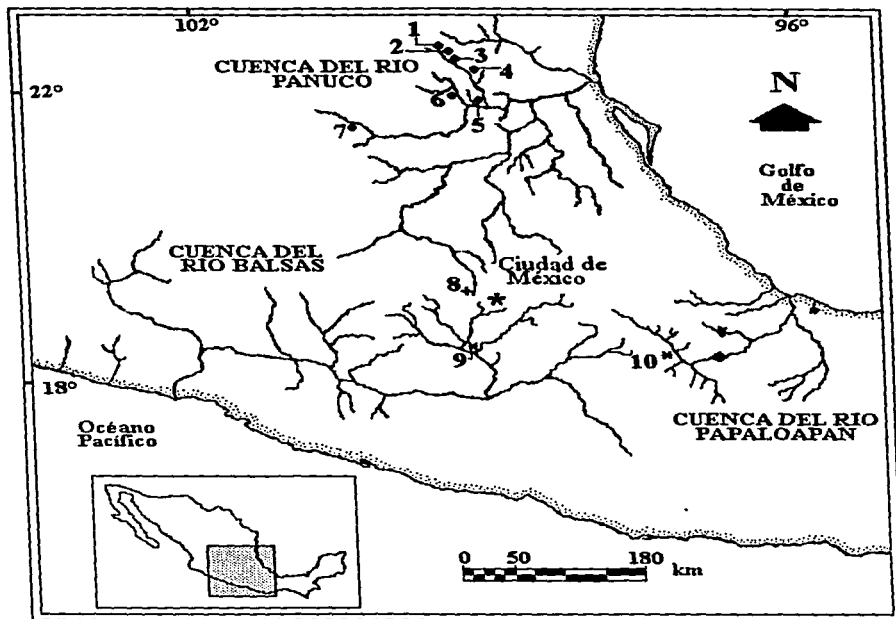 102°
96°
1
2
3
CUENCA DEL RIO
PANUCO
4
N
22°
6
5
7
Golfo
de
México
CUENCA DEL
RIO BALSAS
Ciudad de
México
8
9
10
18°
CUENCA DEL RIO
PAPALOAPAN
Océano
Pacífico
0 50 180
km